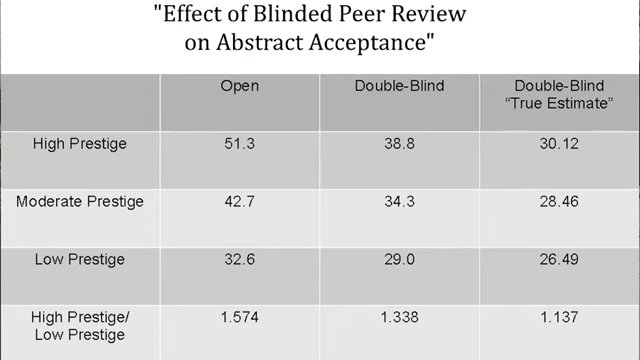 "Effect of Blinded Peer Review
on Abstract Acceptance"
Open Double-Blind Double-Blind
"True Estimate"
High Prestige 51.3 38.8 30.12
Moderate Prestige 42.7 34.3 28.46
Low Prestige 32.6 29.0 26.49
High Prestige/ 1.574 1.338 1.137
Low Prestige